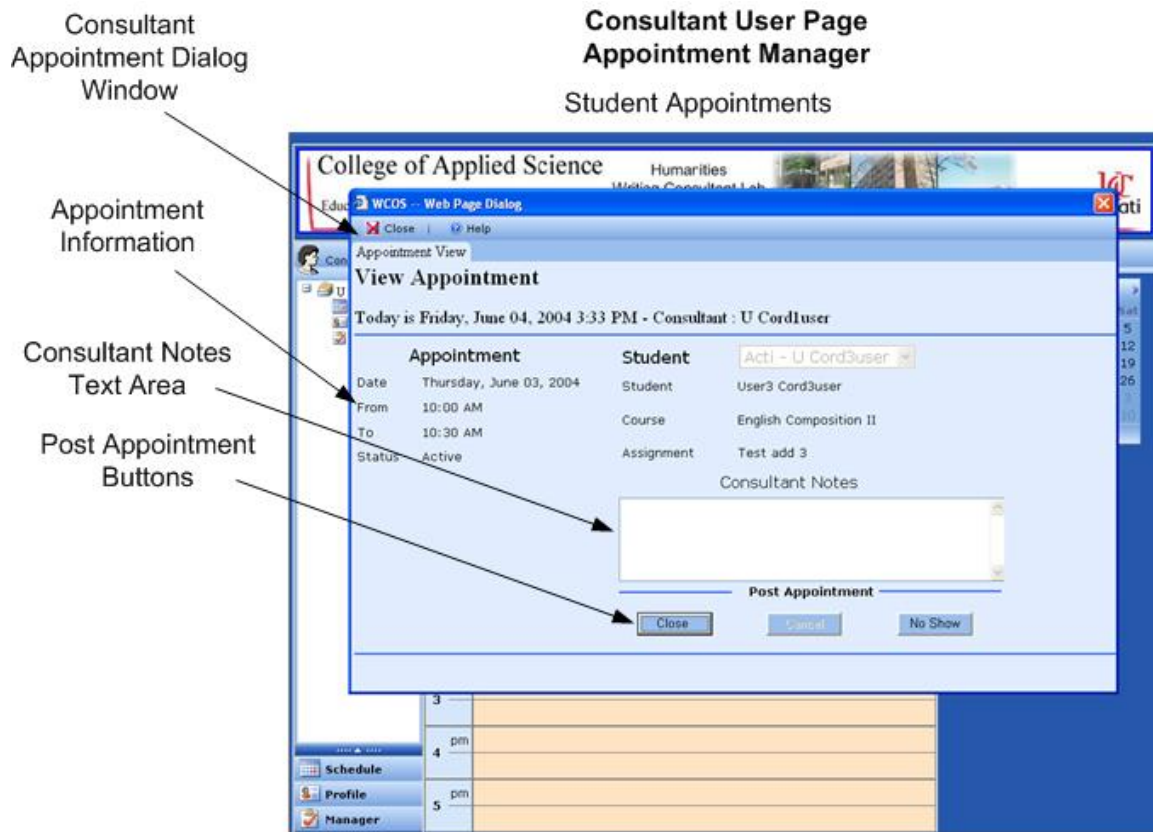 Consultant User Page
Appointment Manager
Student Appointments
Consultant
Appointment Dialog
Window
Appointment
Information
Consultant Notes
Text Area
Post Appointment
Buttons
College of Applied Science
Humarities
Educ
ati
WCOS -- Web Page Dialog
Close | Help
Con
Appointment View
View Appointment
U
Today is Friday, June 04, 2004 3:33 PM - Consultant : U Cord1user
Sat
5
12
19
26
3
10
Appointment
Date Thursday, June 03, 2004
From 10:00 AM
To 10:30 AM
Status Active
Student Acti - U Cord3user
Student User3 Cord3user
Course English Composition II
Assignment Test add 3
Consultant Notes
Post Appointment
Close Cancel No Show
3
4 pm
5 pm
Schedule
Profile
Manager